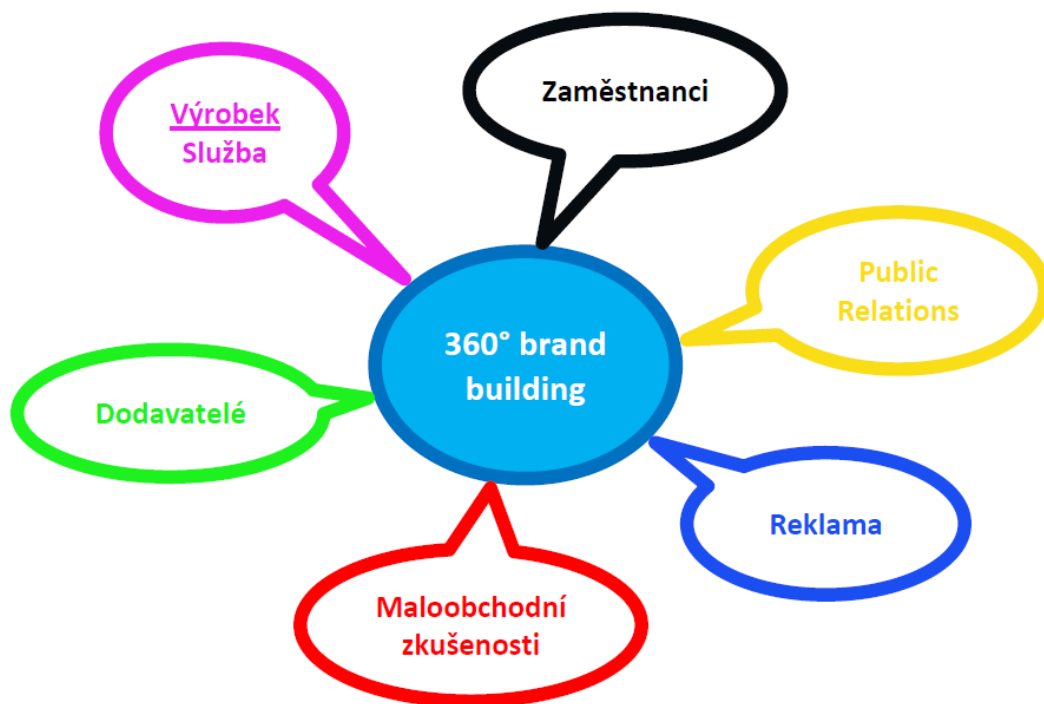 Výrobek
Služba
Zaměstnanci
Public
Relations
360° brand
building
Dodavatelé
Reklama
Maloobchodní
zkušenosti